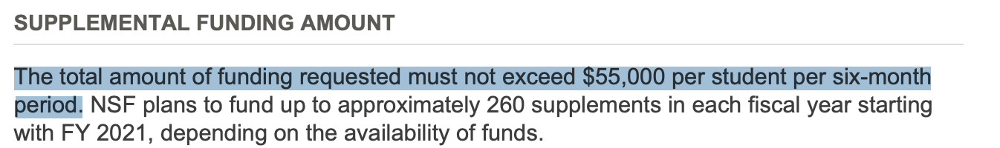 SUPPLEMENTAL FUNDING AMOUNT
The total amount of funding requested must not exceed $55,000 per student per six-month
period. NSF plans to fund up to approximately 260 supplements in each fiscal year starting
with FY 2021, depending on the availability of funds.